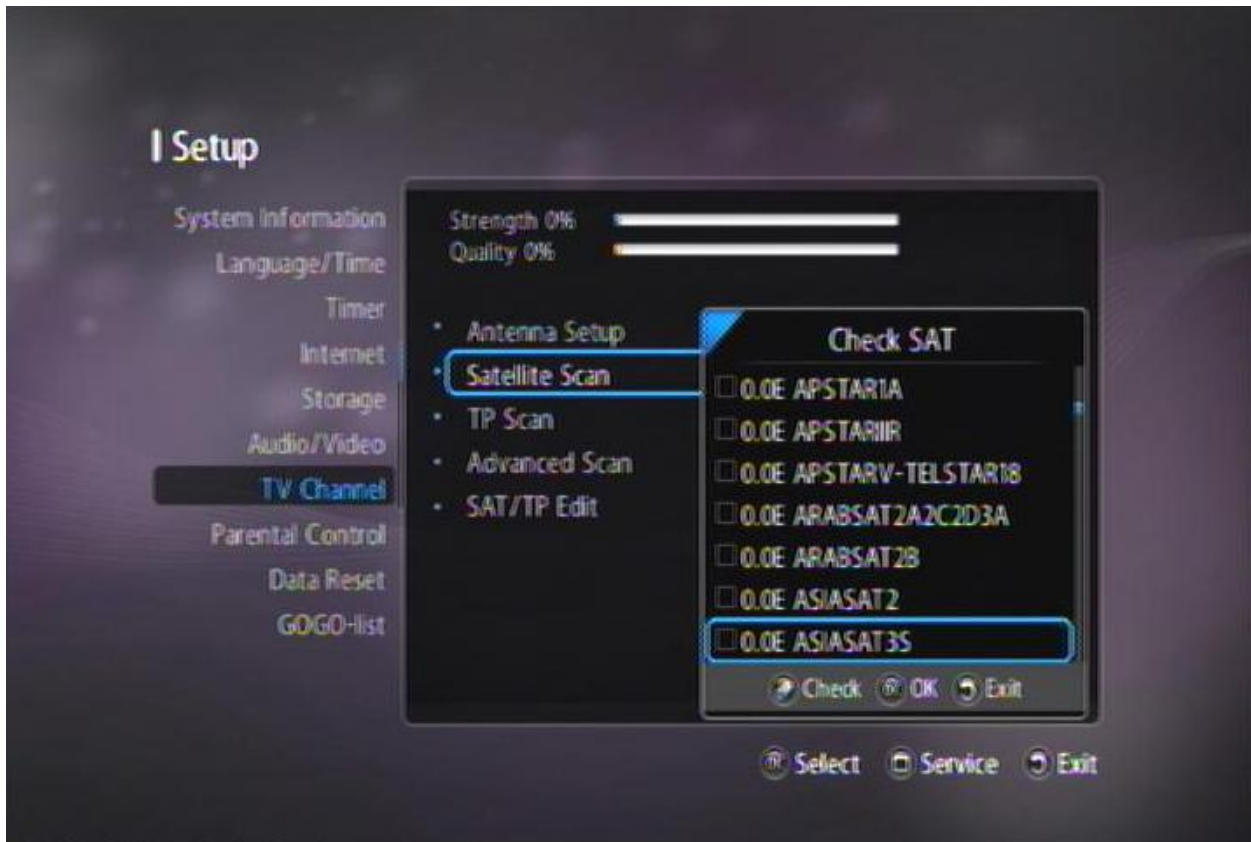 Setup
System Information
Language/Time
Timer
Internet
Storage
Audio/Video
TV Channel
Parental Control
Data Reset
GOGO-list
Strength 0%
Quality 0%
Antenna Setup
Satellite Scan
TP Scan
Advanced Scan
SAT/TP Edit
Check SAT
0.0E APSTAR1A
0.0E APSTARIIR
0.0E APSTARV-TELSTAR18
0.0E ARABSAT2A2C2D3A
0.0E ARABSAT2B
0.0E ASIASAT2
0.0E ASIASAT3S
Check OK Exit
Select Service Exit